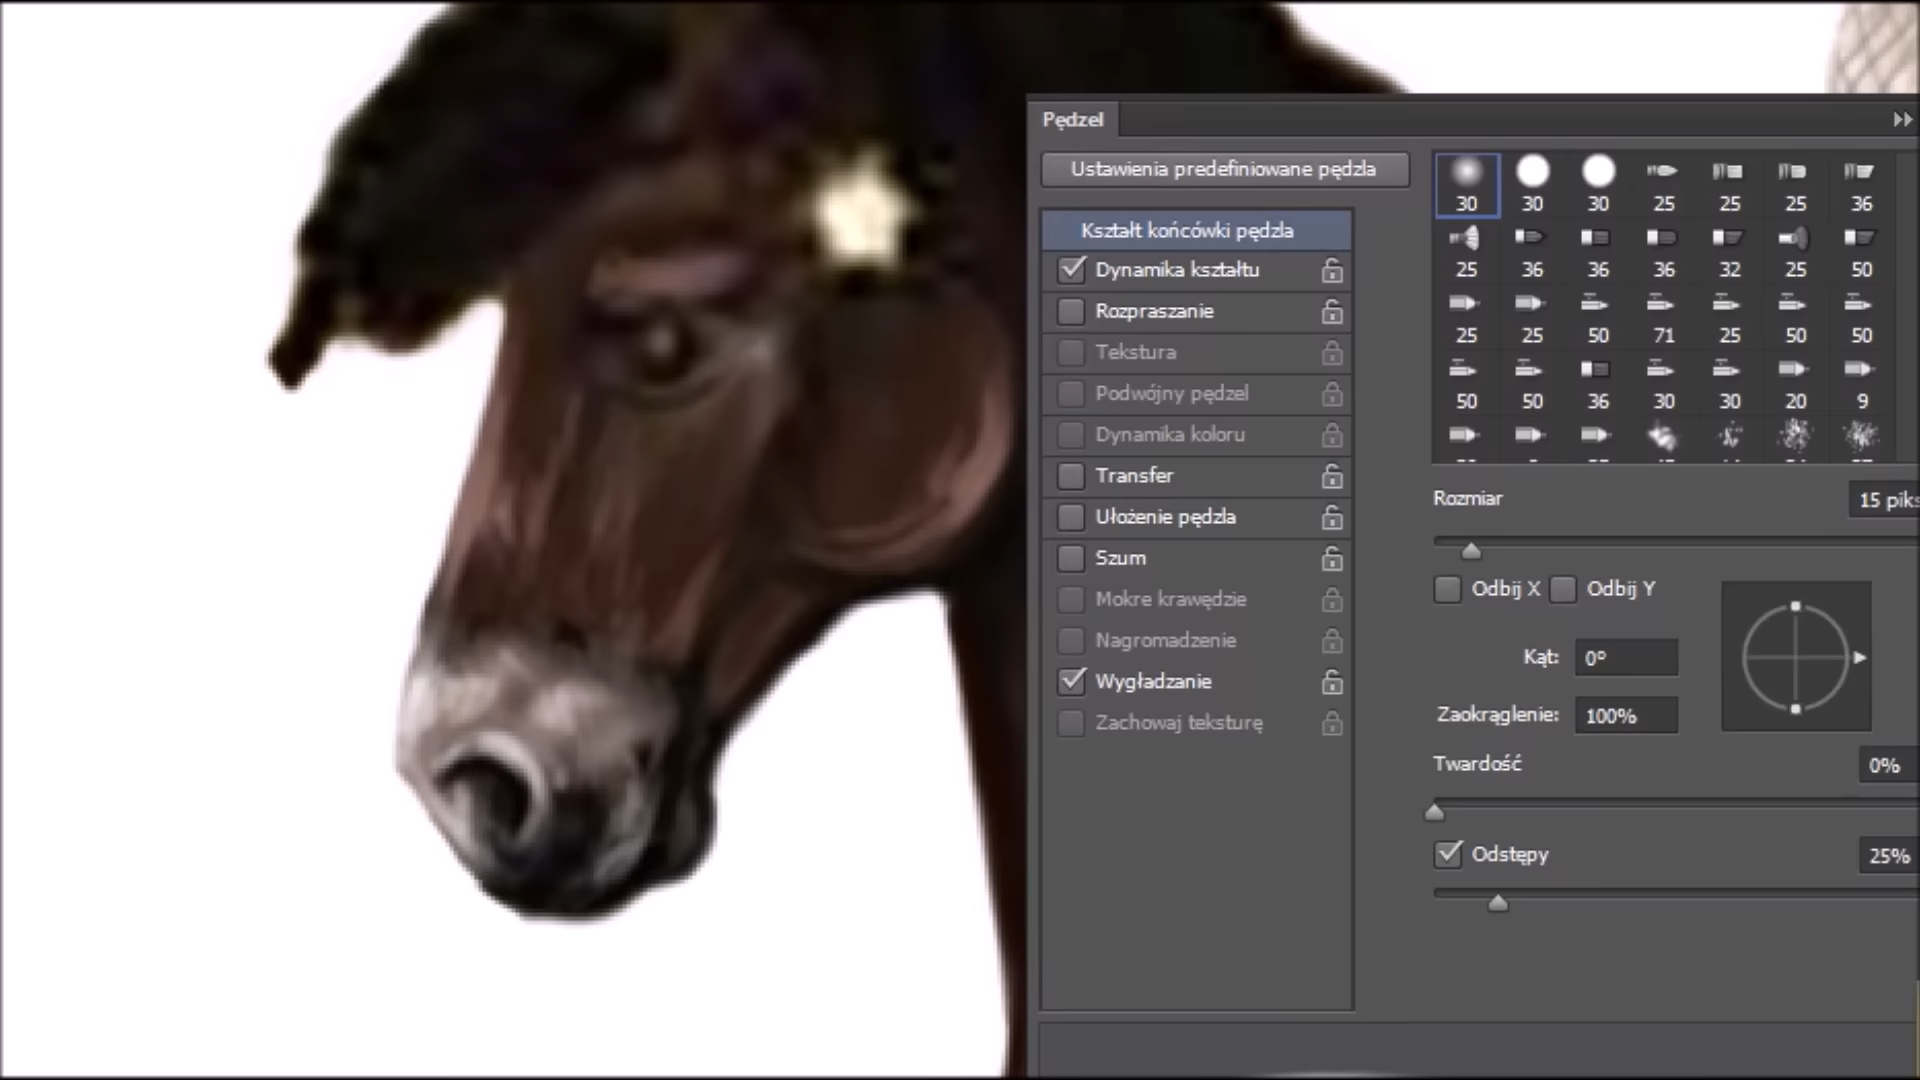 Pędzel
Ustawienia predefiniowane pędzla
Kształt końcówki pędzla
Dynamika kształtu
Rozpraszanie
Tekstura
Podwójny pędzel
Dynamika koloru
Transfer
Ułożenie pędzla
Szum
Mokre krawędzie
Nagromadzenie
Wygładzanie
Zachowaj teksturę
30 30 30 25 25 25 36
25 36 36 36 32 25 50
25 25 50 71 25 50 50
50 50 36 30 30 20 9
Rozmiar 15 piks
Odbij X Odbij Y
Kąt: 0º
Zaokrąglenie: 100%
Twardość 0%
Odstępy 25%